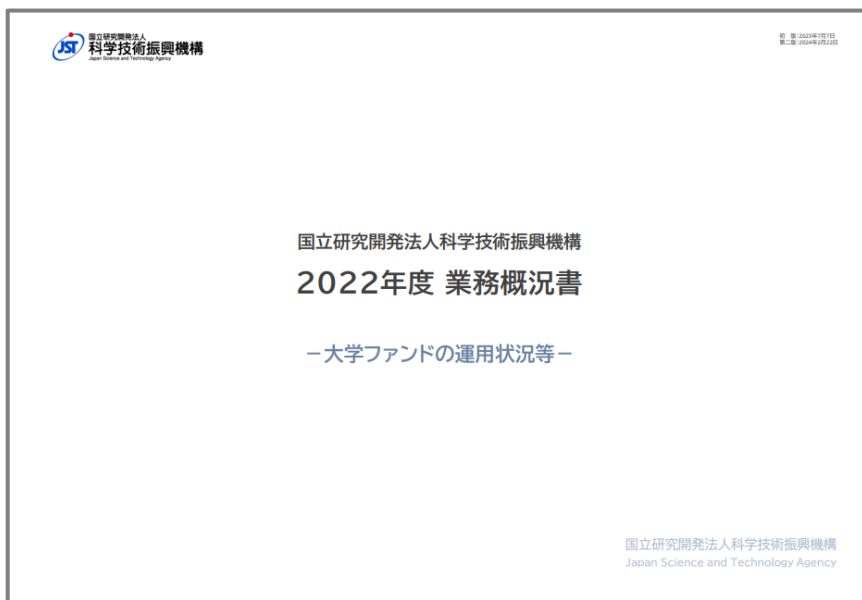 JST
国立研究開発法人
科学技術振興機構
Japan Science and Technology Agency
初　版：2023年7月7日
第二版：2024年2月22日
国立研究開発法人科学技術振興機構
2022年度 業務概況書
－大学ファンドの運用状況等－
国立研究開発法人科学技術振興機構
Japan Science and Technology Agency